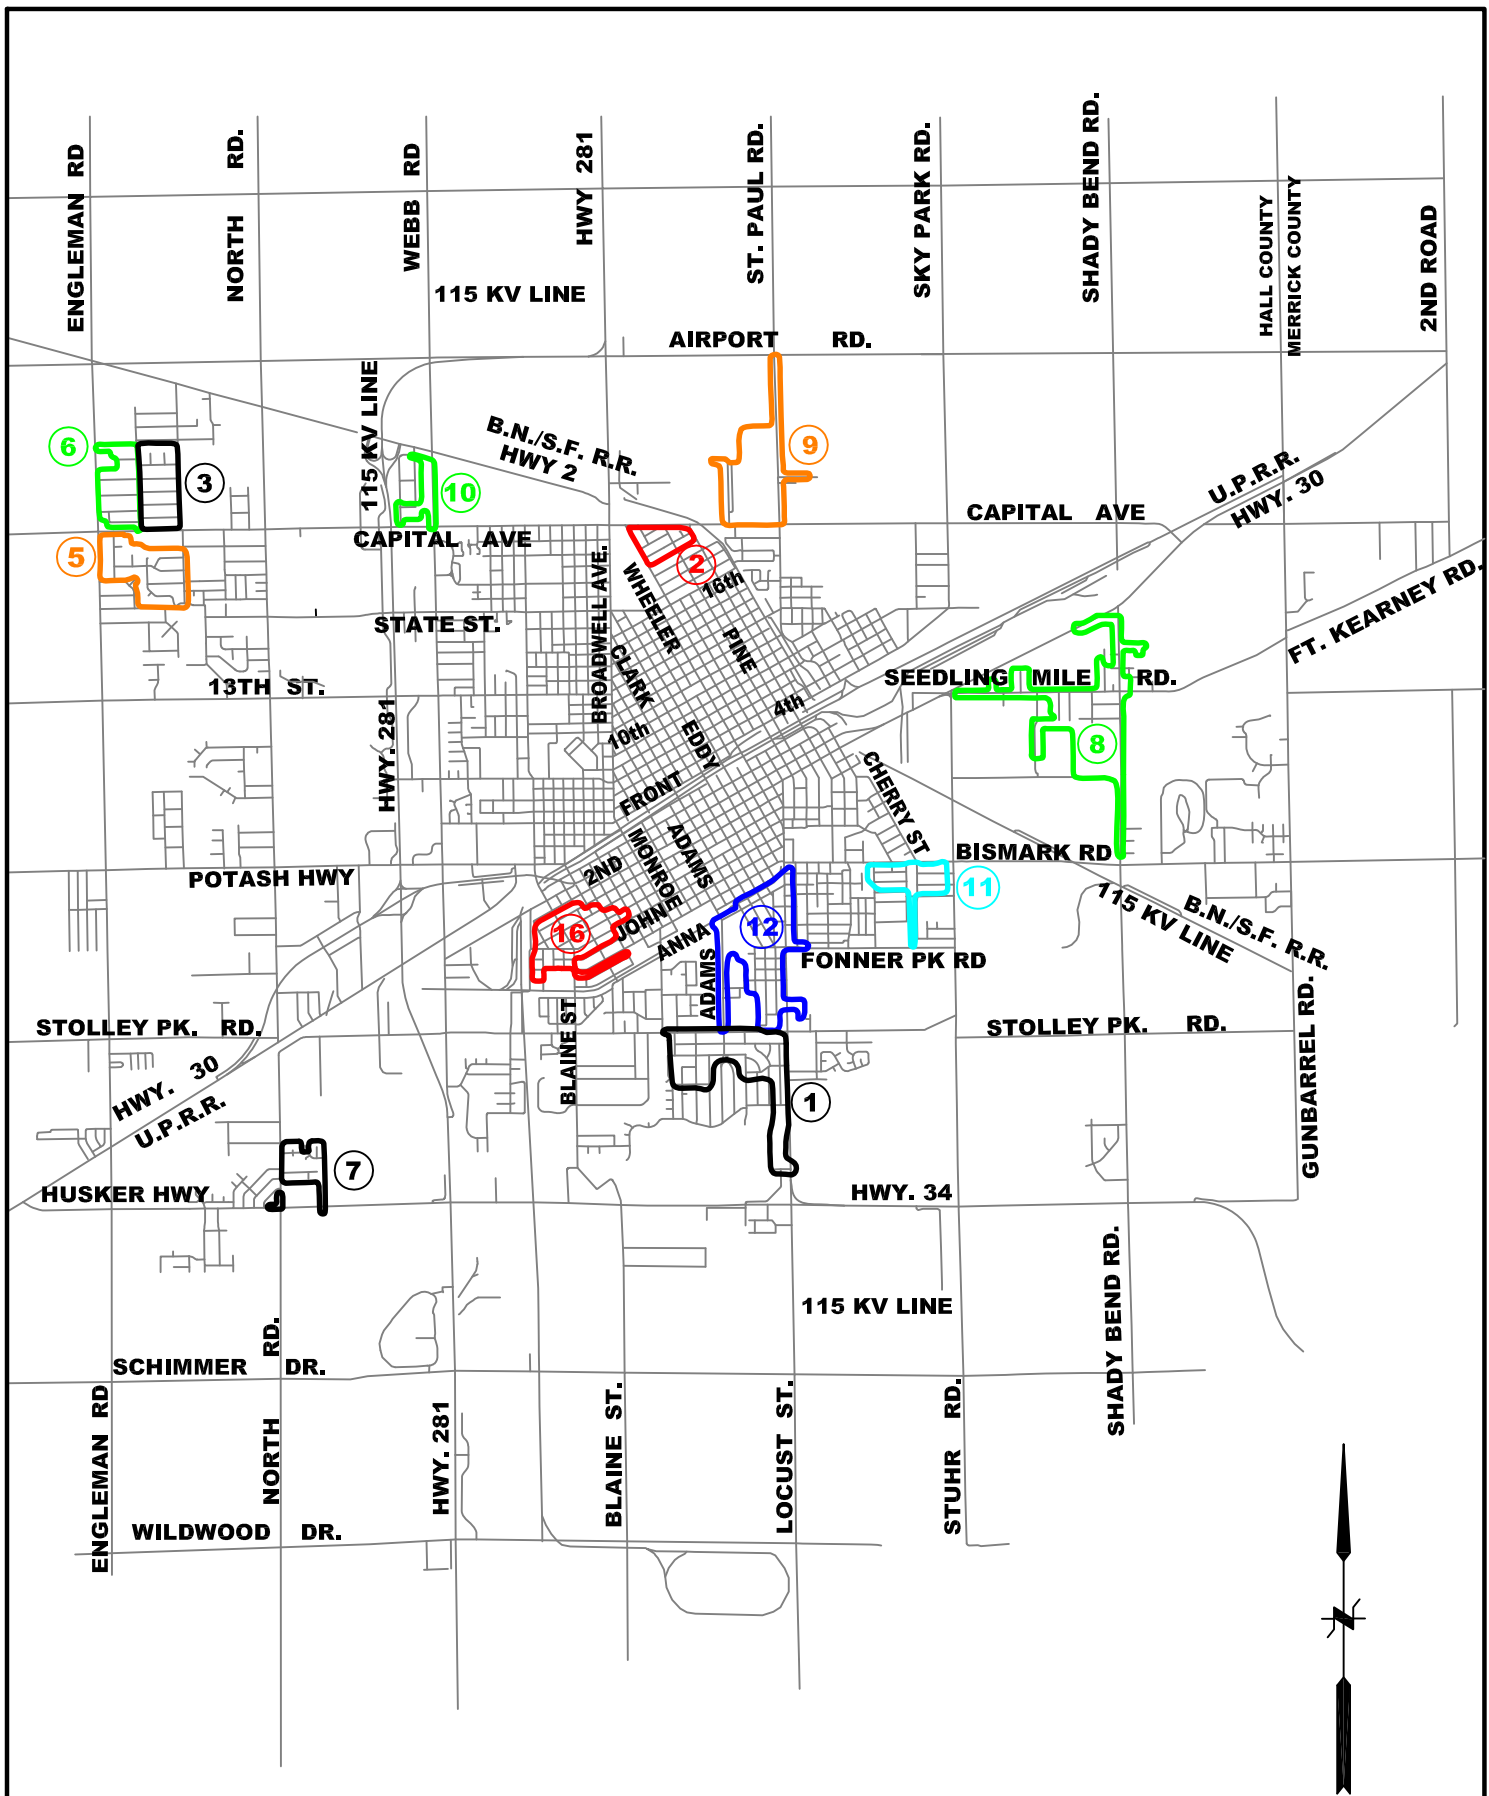 ENGLEMAN RD
NORTH RD.
WEBB RD
HWY 281
ST. PAUL RD.
SKY PARK RD.
SHADY BEND RD.
HALL COUNTY
MERRICK COUNTY
2ND ROAD
115 KV LINE
AIRPORT RD.
115 KV LINE
B.N./S.F. R.R.
HWY 2
6
3
10
9
U.P.R.R.
HWY. 30
CAPITAL AVE
CAPITAL AVE
5
2
16th
WHEELER
BROADWELL AVE.
STATE ST.
PINE
CLARK
FT. KEARNEY RD.
13TH ST.
SEEDLING MILE RD.
4th
10th
EDDY
HWY. 281
8
FRONT
CHERRY ST
ADAMS
MONROE
2ND
BISMARK RD
POTASH HWY
11
115 KV LINE
B.N./S.F. R.R.
16
JOHN
ANNA
12
ADAMS
FONNER PK RD
STOLLEY PK. RD.
STOLLEY PK. RD.
BLAINE ST
GUNBARREL RD.
HWY. 30
U.P.R.R.
1
7
HUSKER HWY
HWY. 34
115 KV LINE
SHADY BEND RD.
SCHIMMER DR.
ENGLEMAN RD
NORTH RD.
HWY. 281
BLAINE ST.
LOCUST ST.
STUHR RD.
WILDWOOD DR.
N